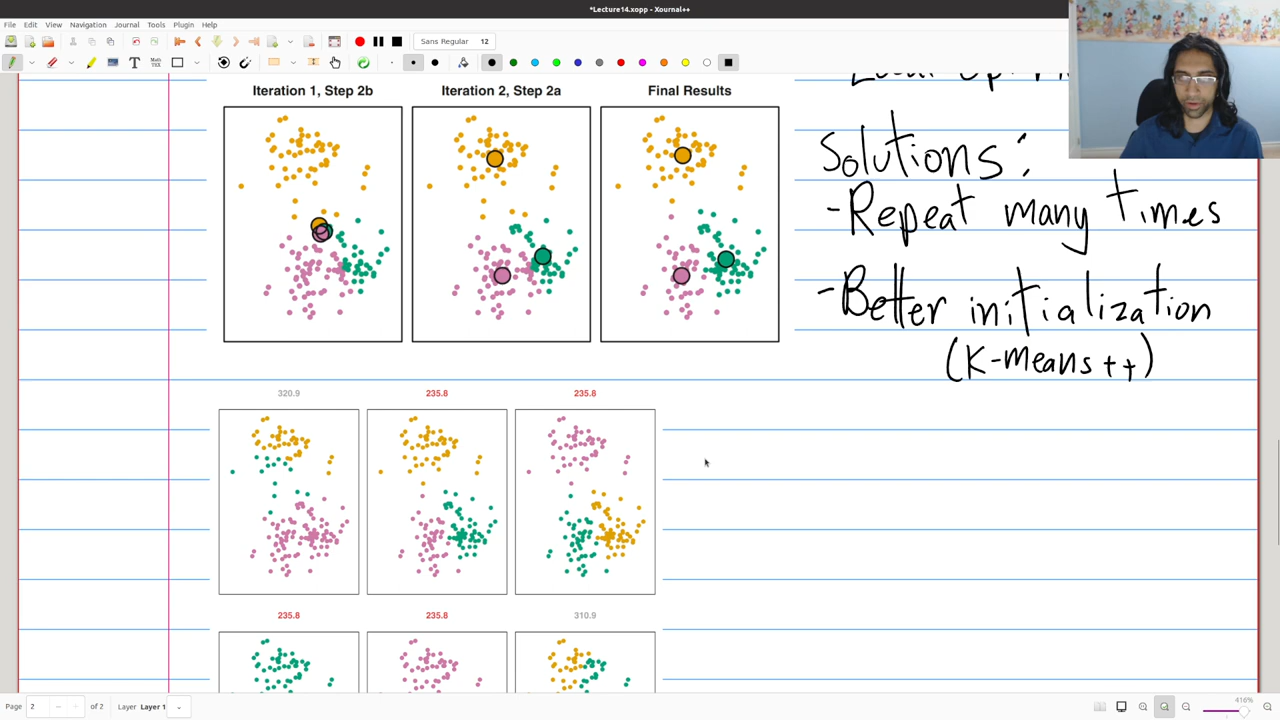 *Lecture14.xopp - Xournal++
File Edit View Navigation Journal Tools Plugin Help
Sans Regular 12
Iteration 1, Step 2b Iteration 2, Step 2a Final Results
Solutions:
- Repeat many times
- Better initialization
(K-means++)
320.9 235.8 235.8
235.8 235.8 310.9
Page 2 of 2 Layer Layer 1 416%